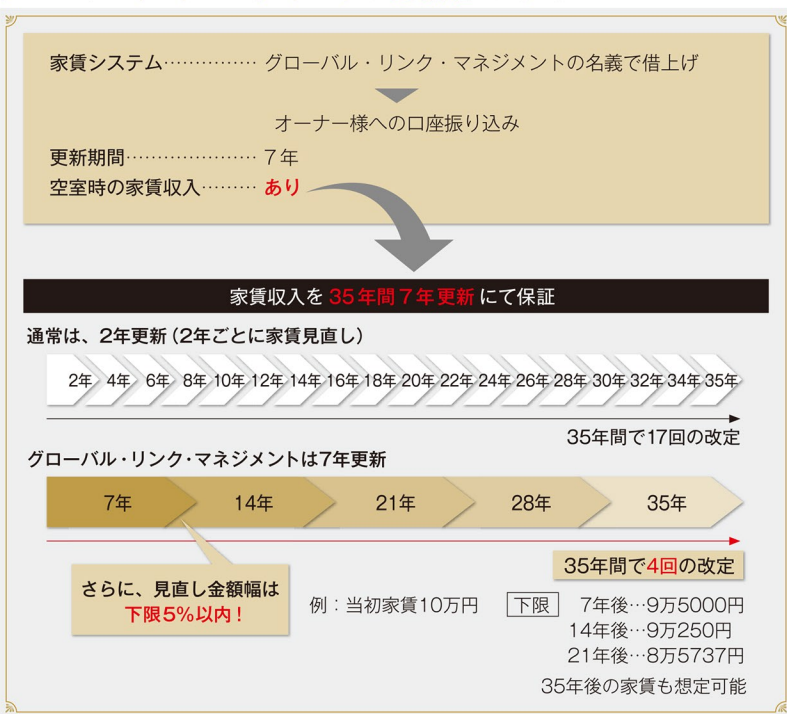 家賃システム…………… グローバル・リンク・マネジメントの名義で借上げ
オーナー様への口座振り込み
更新期間………………… 7年
空室時の家賃収入……… あり
家賃収入を 35年間7年更新 にて保証
通常は、2年更新(2年ごとに家賃見直し)
2年 4年 6年 8年 10年 12年 14年 16年 18年 20年 22年 24年 26年 28年 30年 32年 34年 35年
35年間で17回の改定
グローバル・リンク・マネジメントは7年更新
7年 14年 21年 28年 35年
35年間で4回の改定
さらに、見直し金額幅は
下限5%以内!
例:当初家賃10万円 下限 7年後…9万5000円
14年後…9万250円
21年後…8万5737円
35年後の家賃も想定可能